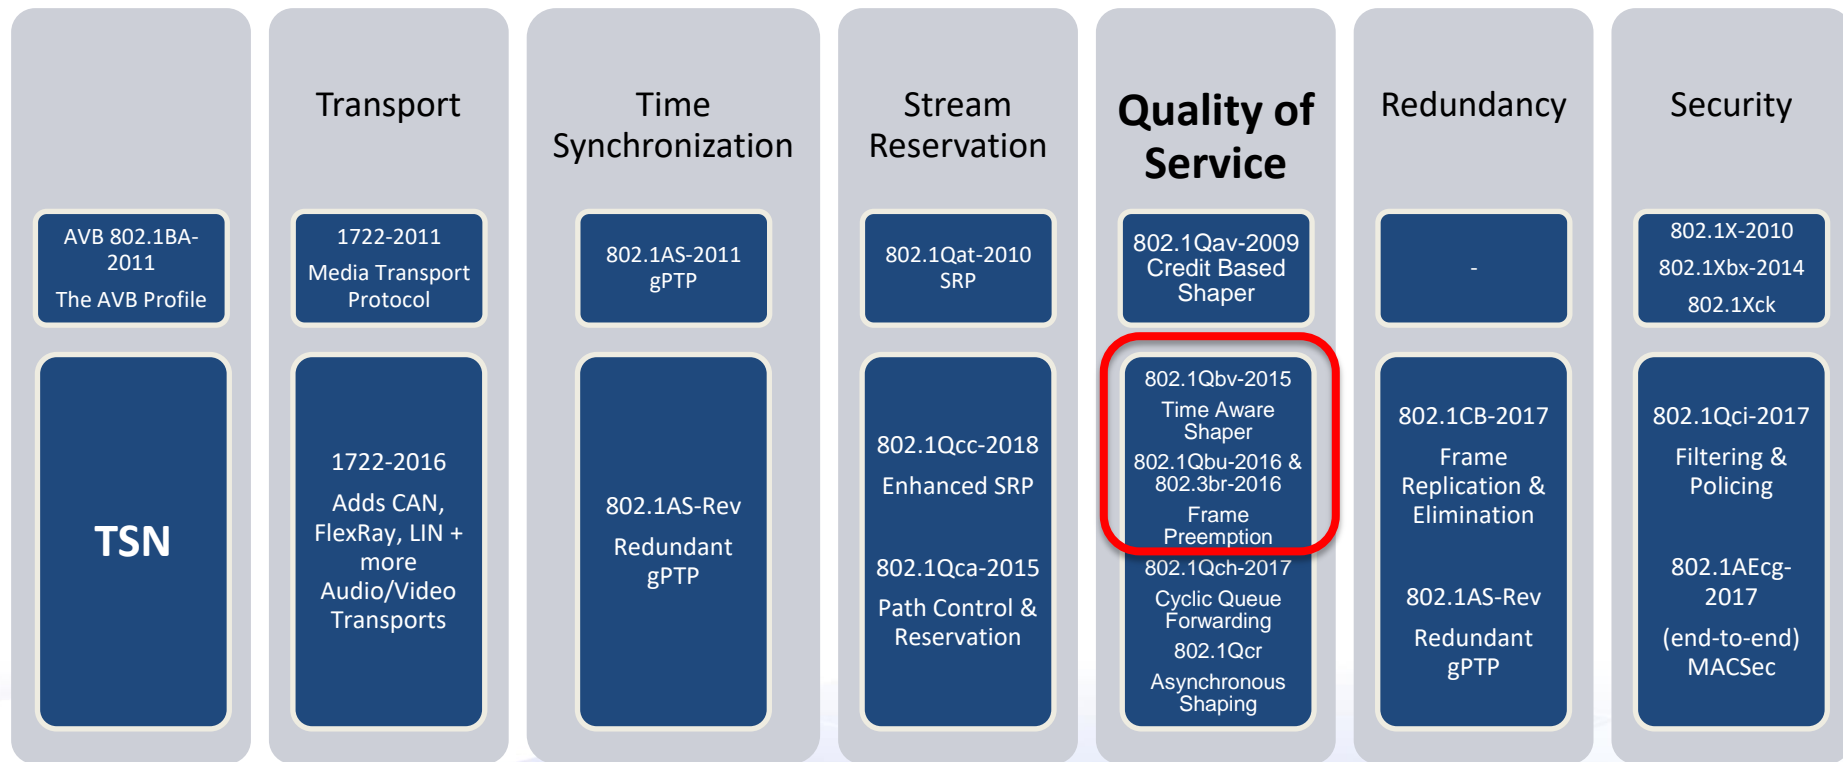 Transport
Time
Synchronization
Stream
Reservation
Quality of
Service
Redundancy
Security
AVB 802.1BA-
2011
The AVB Profile
1722-2011
Media Transport
Protocol
802.1AS-2011
gPTP
802.1Qat-2010
SRP
802.1Qav-2009
Credit Based
Shaper
-
802.1X-2010
802.1Xbx-2014
802.1Xck
TSN
1722-2016
Adds CAN,
FlexRay, LIN +
more
Audio/Video
Transports
802.1AS-Rev
Redundant
gPTP
802.1Qcc-2018
Enhanced SRP
802.1Qca-2015
Path Control &
Reservation
802.1Qbv-2015
Time Aware
Shaper
802.1Qbu-2016 &
802.3br-2016
Frame
Preemption
802.1Qch-2017
Cyclic Queue
Forwarding
802.1Qcr
Asynchronous
Shaping
802.1CB-2017
Frame
Replication &
Elimination
802.1AS-Rev
Redundant
gPTP
802.1Qci-2017
Filtering &
Policing
802.1AEcg-
2017
(end-to-end)
MACSec